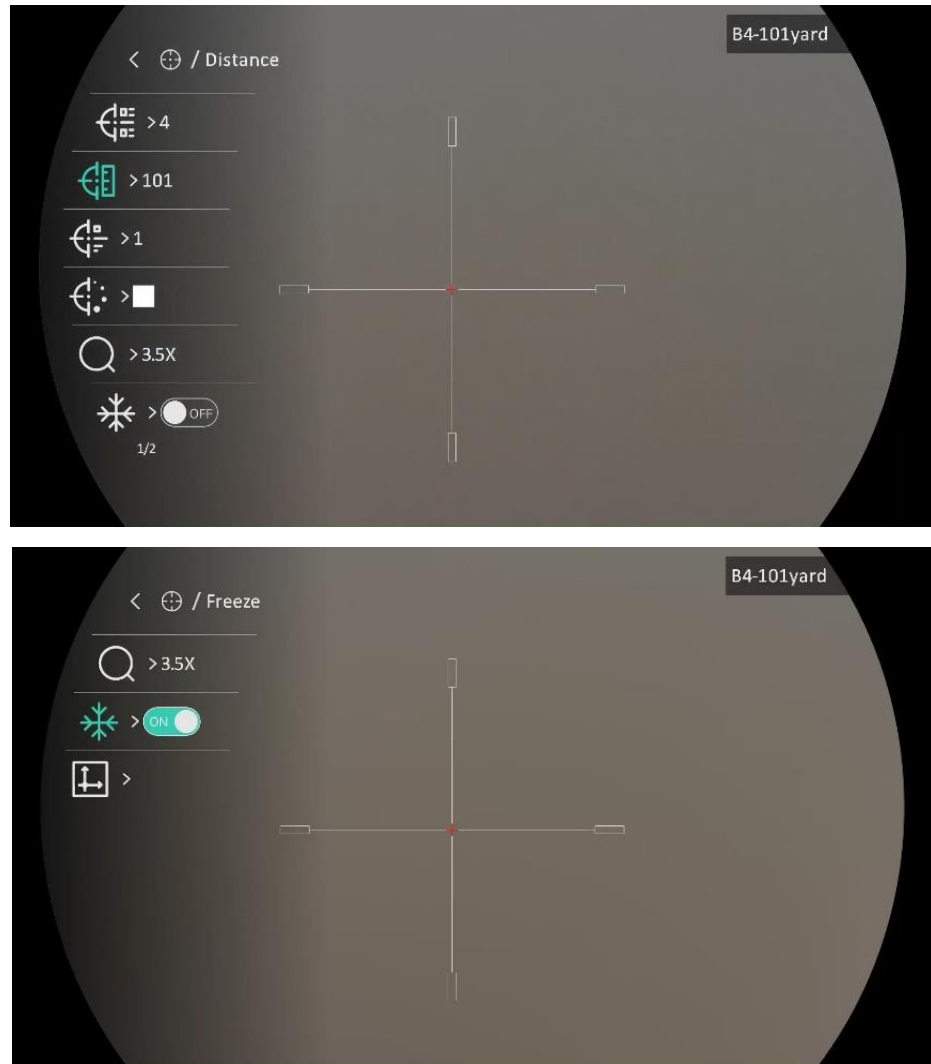 B4-101yard
< / Distance
>4
>101
>1
>
>3.5X
> OFF
1/2
B4-101yard
< / Freeze
>3.5X
> ON
>